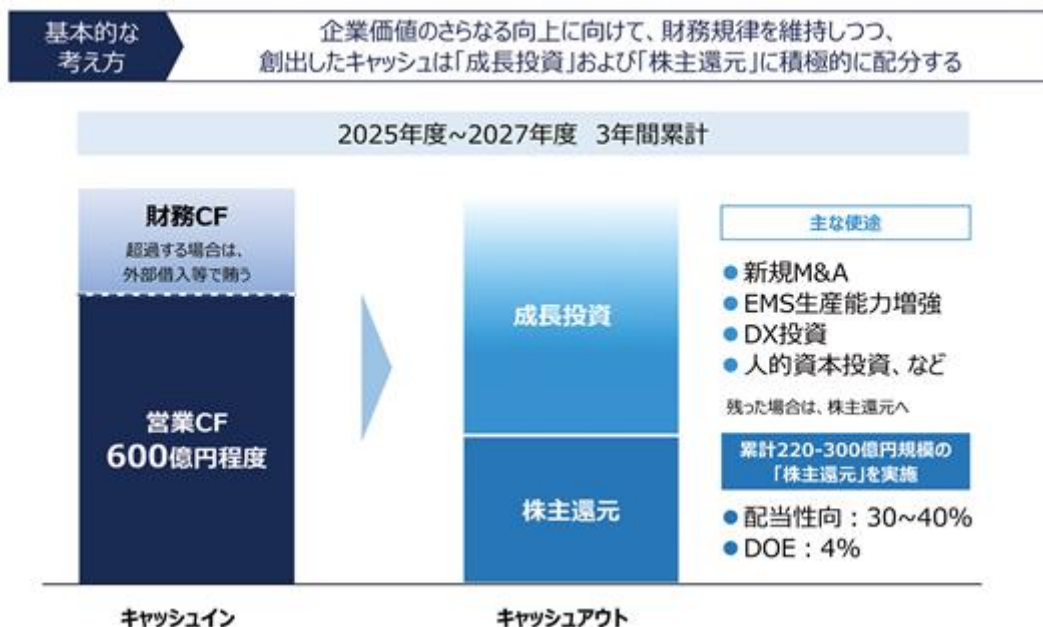 基本的な
考え方
企業価値のさらなる向上に向けて、財務規律を維持しつつ、
創出したキャッシュは「成長投資」および「株主還元」に積極的に配分する
2025年度~2027年度 3年間累計
財務CF
超過する場合は、
外部借入等で賄う
営業CF
600億円程度
キャッシュイン
成長投資
株主還元
キャッシュアウト
主な使途
●新規M&A
●EMS生産能力増強
●DX投資
●人的資本投資、など
残った場合は、株主還元へ
累計220-300億円規模の
「株主還元」を実施
●配当性向：30~40%
●DOE：4%